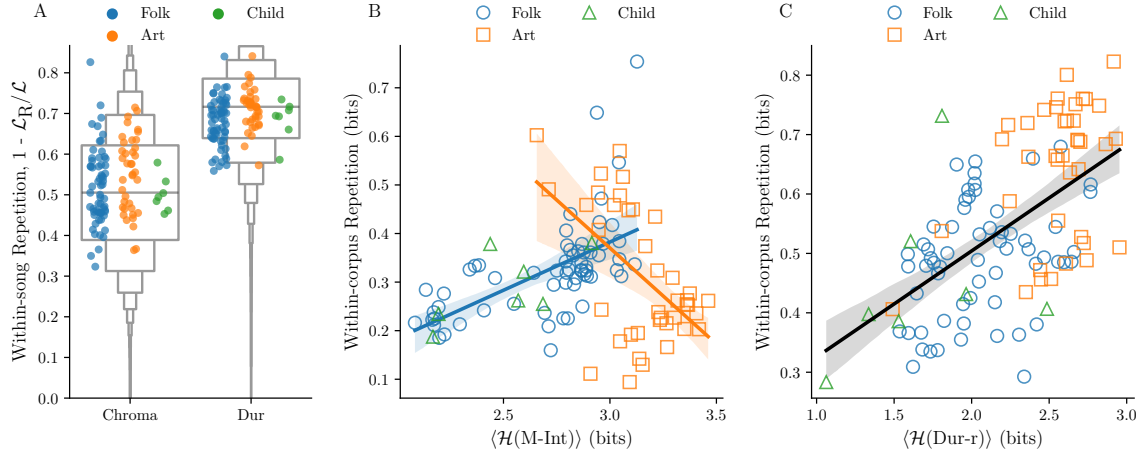 A
Folk
Child
Art
Within-song Repetition, 1 - ℒR/ℒ
0.8
0.7
0.6
0.5
0.4
0.3
0.2
0.1
0.0
Chroma
Dur
B
Folk
Child
Art
Within-corpus Repetition (bits)
0.7
0.6
0.5
0.4
0.3
0.2
0.1
2.5
2.9
3.5
⟨ℋ(M-Int)⟩ (bits)
C
Folk
Child
Art
Within-corpus Repetition (bits)
0.8
0.7
0.6
0.5
0.4
0.3
1.0
1.5
2.0
2.5
3.0
⟨ℋ(Dur-r)⟩ (bits)